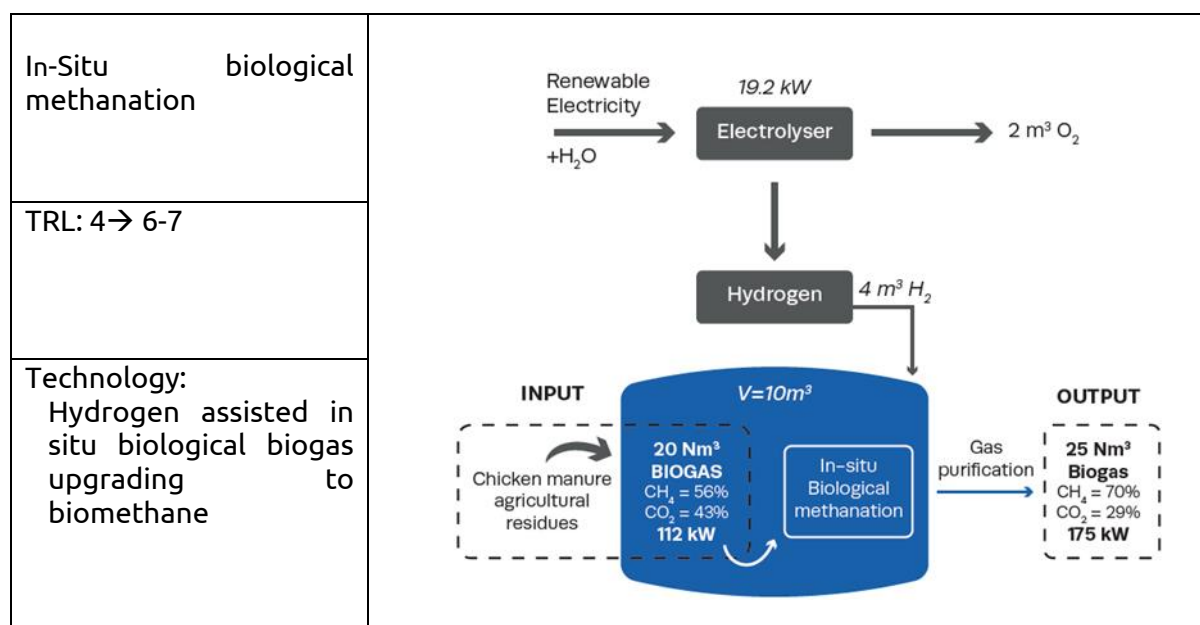 In-Situ biological
methanation
TRL: 4→ 6-7
Technology:
Hydrogen assisted in
situ biological biogas
upgrading to
biomethane
Renewable
Electricity
+H₂O
19.2 kW
Electrolyser
2 m³ O₂
Hydrogen
4 m³ H₂
INPUT
V=10m³
OUTPUT
Chicken manure
agricultural
residues
20 Nm³
BIOGAS
CH₄ = 56%
CO₂ = 43%
112 kW
In-situ
Biological
methanation
Gas
purification
25 Nm³
Biogas
CH₄ = 70%
CO₂ = 29%
175 kW